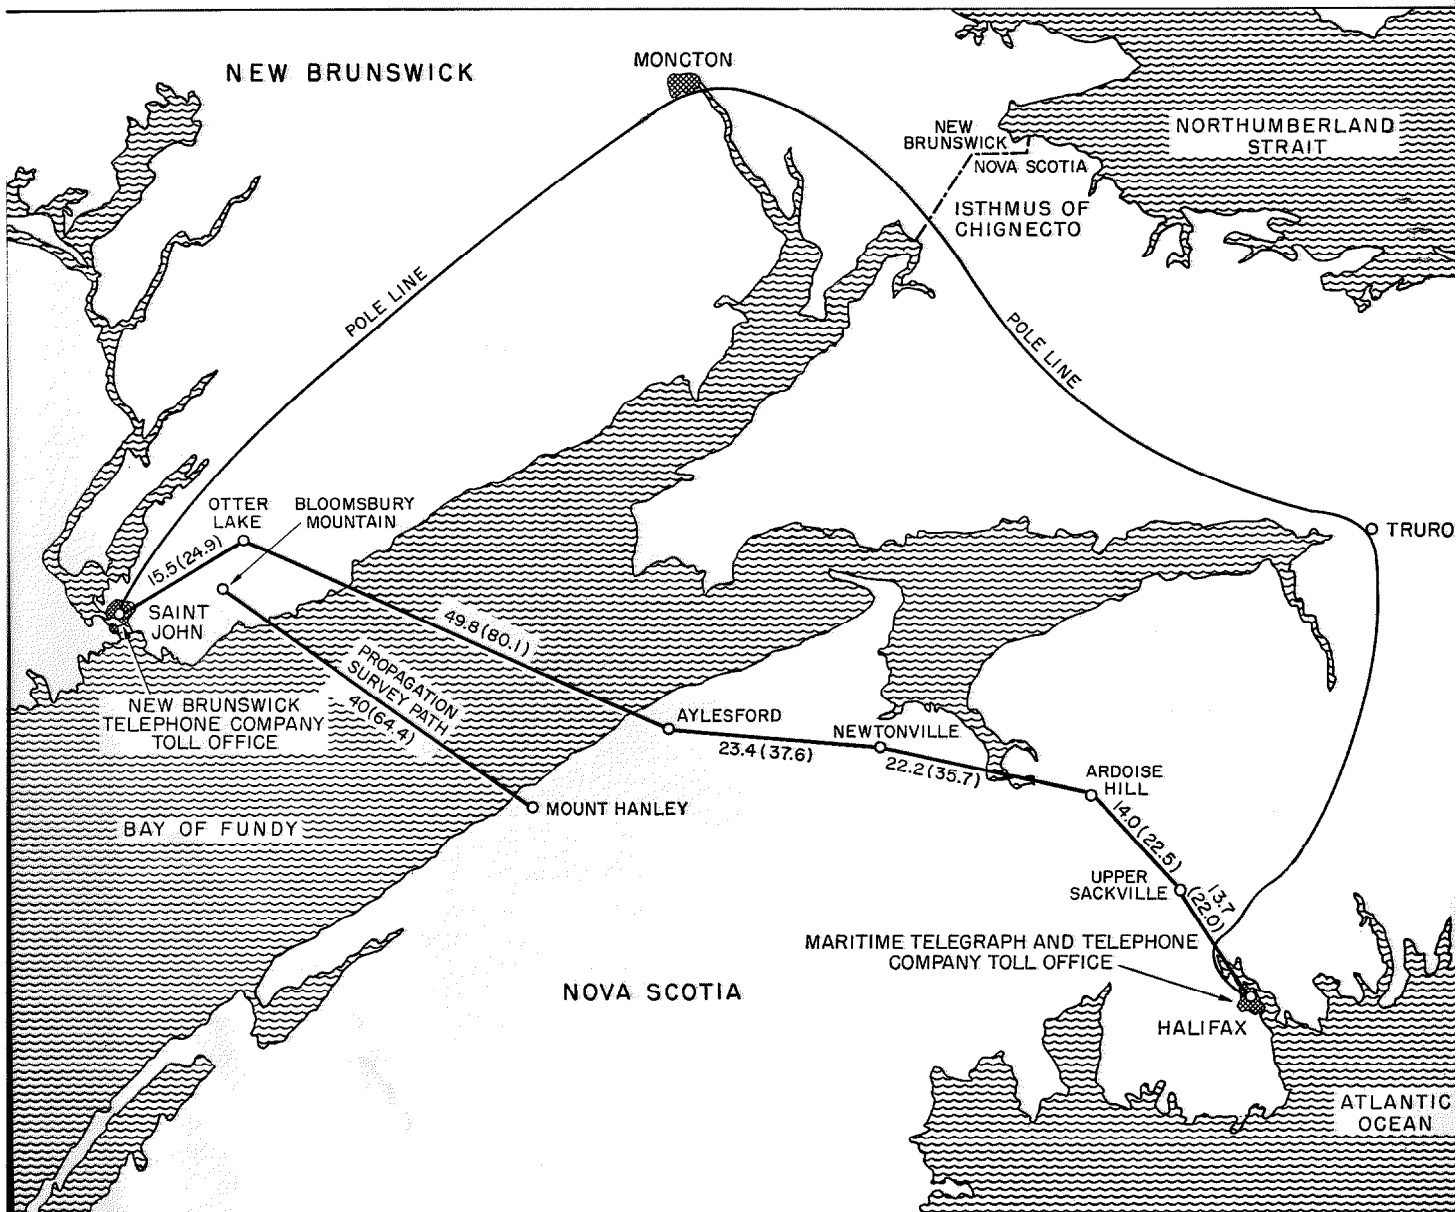 NEW BRUNSWICK
MONCTON
NEW
BRUNSWICK
NOVA SCOTIA
NORTHUMBERLAND
STRAIT
ISTHMUS OF
CHIGNECTO
POLE LINE
POLE LINE
OTTER
LAKE
BLOOMSBURY
MOUNTAIN
TRURO
15.5(24.9)
SAINT
JOHN
49.8(80.1)
PROPAGATION
SURVEY PATH
40(64.4)
NEW BRUNSWICK
TELEPHONE COMPANY
TOLL OFFICE
AYLESFORD
NEWTONVILLE
23.4(37.6)
22.2(35.7)
ARDOISE
HILL
MOUNT HANLEY
BAY OF FUNDY
14.0(22.5)
UPPER
SACKVILLE
13.7
(22.0)
MARITIME TELEGRAPH AND TELEPHONE
COMPANY TOLL OFFICE
NOVA SCOTIA
HALIFAX
ATLANTIC
OCEAN